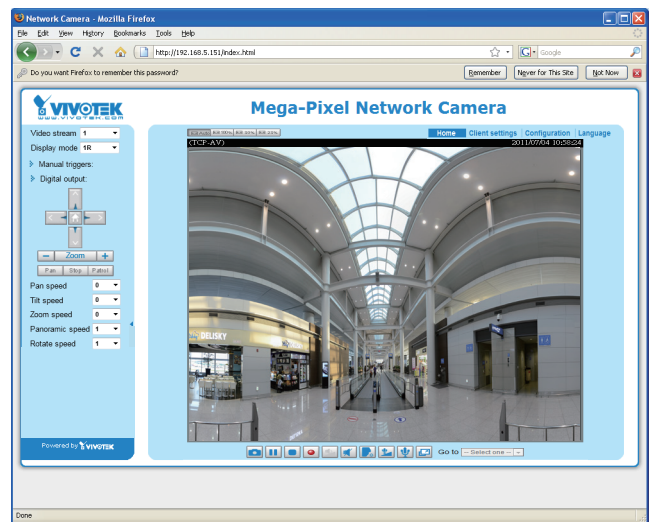 Network Camera - Mozilla Firefox
File Edit View History Bookmarks Tools Help
http://192.168.5.151/index.html
Google
Do you want Firefox to remember this password?
Remember
Never for This Site
Not Now
VIVOTEK
WWW.VIVOTEK.COM
Mega-Pixel Network Camera
Video stream 1
Display mode 1R
Manual triggers:
Digital output:
Zoom
Pan Stop Patrol
Pan speed 0
Tilt speed 0
Zoom speed 0
Panoramic speed 1
Rotate speed 1
Powered by VIVOTEK
Home Client settings Configuration Language
(TCP-AV)
2011/07/04 10:58:24
DELISKY
Go to -- Select one --
Done